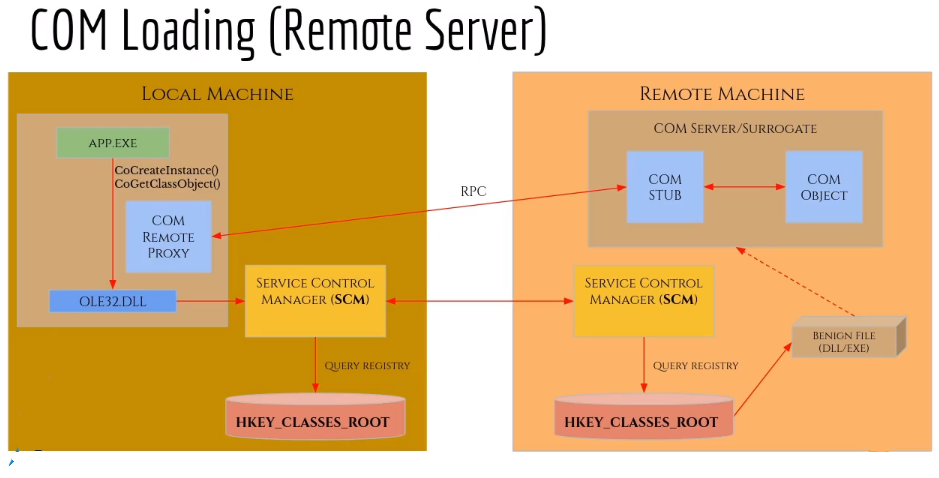 COM Loading (Remote Server)
Local Machine
APP.EXE
CoCreateInstance()
CoGetClassObject()
COM
Remote
Proxy
OLE32.DLL
Service Control
Manager (SCM)
Query registry
HKEY_CLASSES_ROOT
RPC
Remote Machine
COM Server/Surrogate
COM
Stub
COM
Object
Service Control
Manager (SCM)
Query registry
HKEY_CLASSES_ROOT
Benign File
(DLL/EXE)